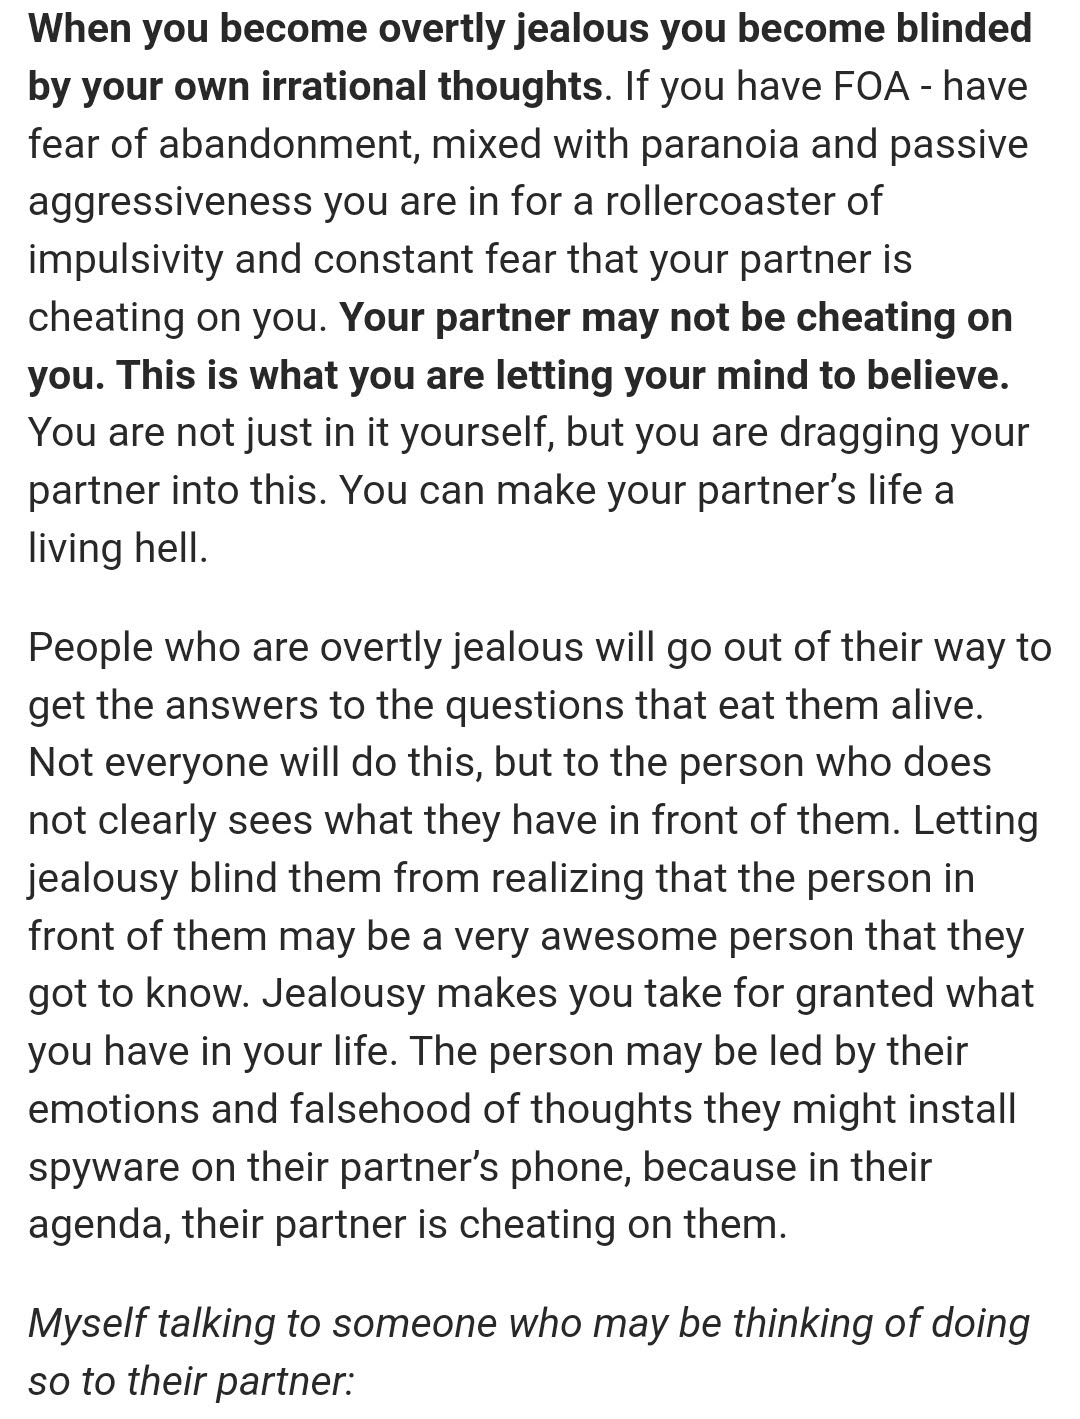 When you become overtly jealous you become blinded
by your own irrational thoughts. If you have FOA - have
fear of abandonment, mixed with paranoia and passive
aggressiveness you are in for a rollercoaster of
impulsivity and constant fear that your partner is
cheating on you. Your partner may not be cheating on
you. This is what you are letting your mind to believe.
You are not just in it yourself, but you are dragging your
partner into this. You can make your partner’s life a
living hell.
People who are overtly jealous will go out of their way to
get the answers to the questions that eat them alive.
Not everyone will do this, but to the person who does
not clearly sees what they have in front of them. Letting
jealousy blind them from realizing that the person in
front of them may be a very awesome person that they
got to know. Jealousy makes you take for granted what
you have in your life. The person may be led by their
emotions and falsehood of thoughts they might install
spyware on their partner’s phone, because in their
agenda, their partner is cheating on them.
Myself talking to someone who may be thinking of doing
so to their partner: